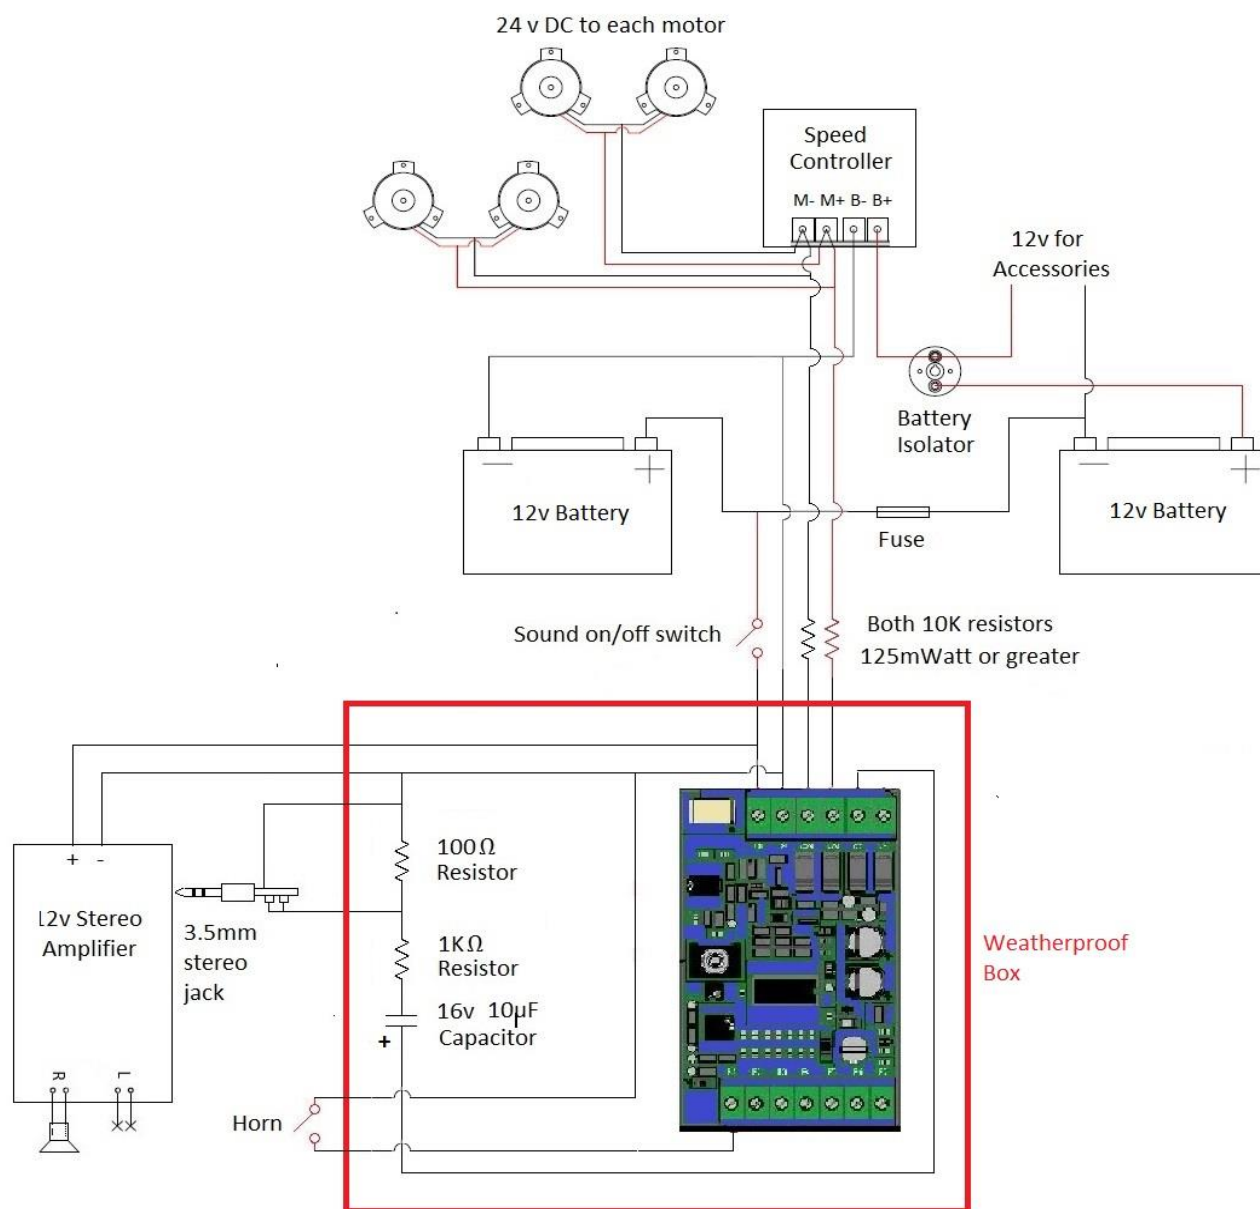 24 v DC to each motor
Speed
Controller
M- M+ B- B+
12v for
Accessories
Battery
Isolator
12v Battery
12v Battery
Fuse
Sound on/off switch
Both 10K resistors
125mWatt or greater
+ -
12v Stereo
Amplifier
3.5mm
stereo
jack
100Ω
Resistor
1KΩ
Resistor
16v 10µF
Capacitor
+
Weatherproof
Box
R L
Horn